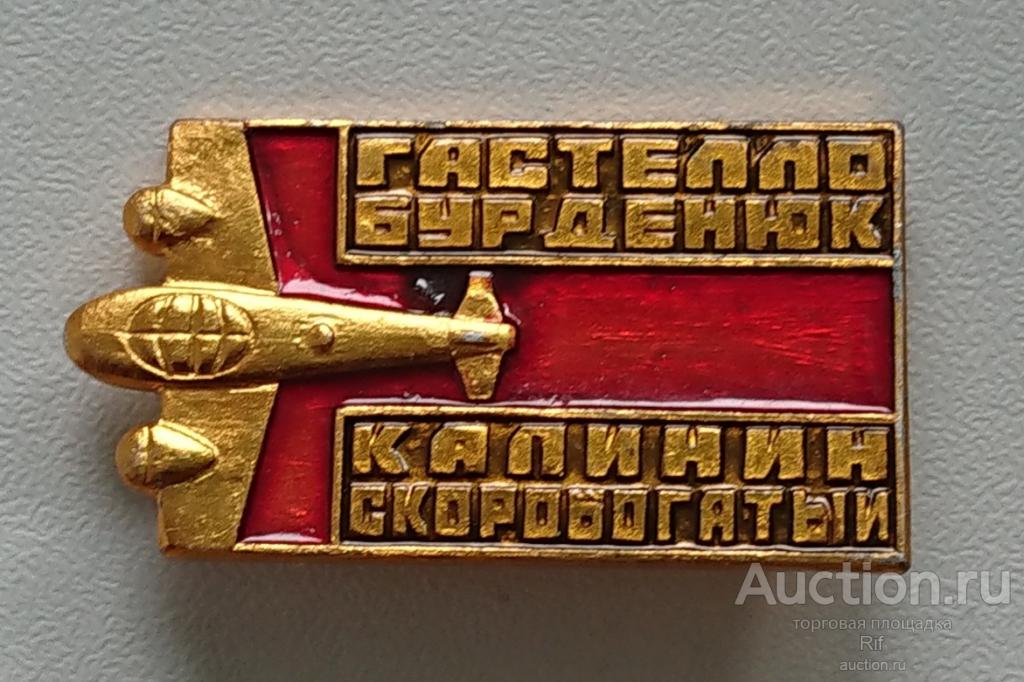 ГАСТЕЛЛО
БУРДЕНЮК
КАЛИНИН
СКОРОБОГАТЫЙ
Auction.ru
торговая площадка
Rif
auction.ru